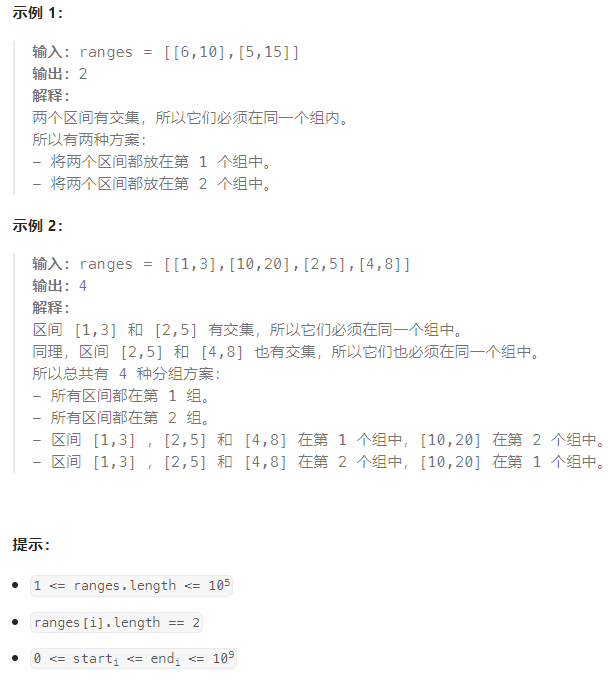 示例 1：
输入：ranges = [[6,10],[5,15]]
输出：2
解释：
两个区间有交集，所以它们必须在同一个组内。
所以有两种方案：
- 将两个区间都放在第 1 个组中。
- 将两个区间都放在第 2 个组中。
示例 2：
输入：ranges = [[1,3],[10,20],[2,5],[4,8]]
输出：4
解释：
区间 [1,3] 和 [2,5] 有交集，所以它们必须在同一个组中。
同理，区间 [2,5] 和 [4,8] 也有交集，所以它们也必须在同一个组中。
所以总共有 4 种分组方案：
- 所有区间都在第 1 组。
- 所有区间都在第 2 组。
- 区间 [1,3] ，[2,5] 和 [4,8] 在第 1 个组中，[10,20] 在第 2 个组中。
- 区间 [1,3] ，[2,5] 和 [4,8] 在第 2 个组中，[10,20] 在第 1 个组中。
提示：
• 1 <= ranges.length <= 10⁵
• ranges[i].length == 2
• 0 <= startᵢ <= endᵢ <= 10⁹